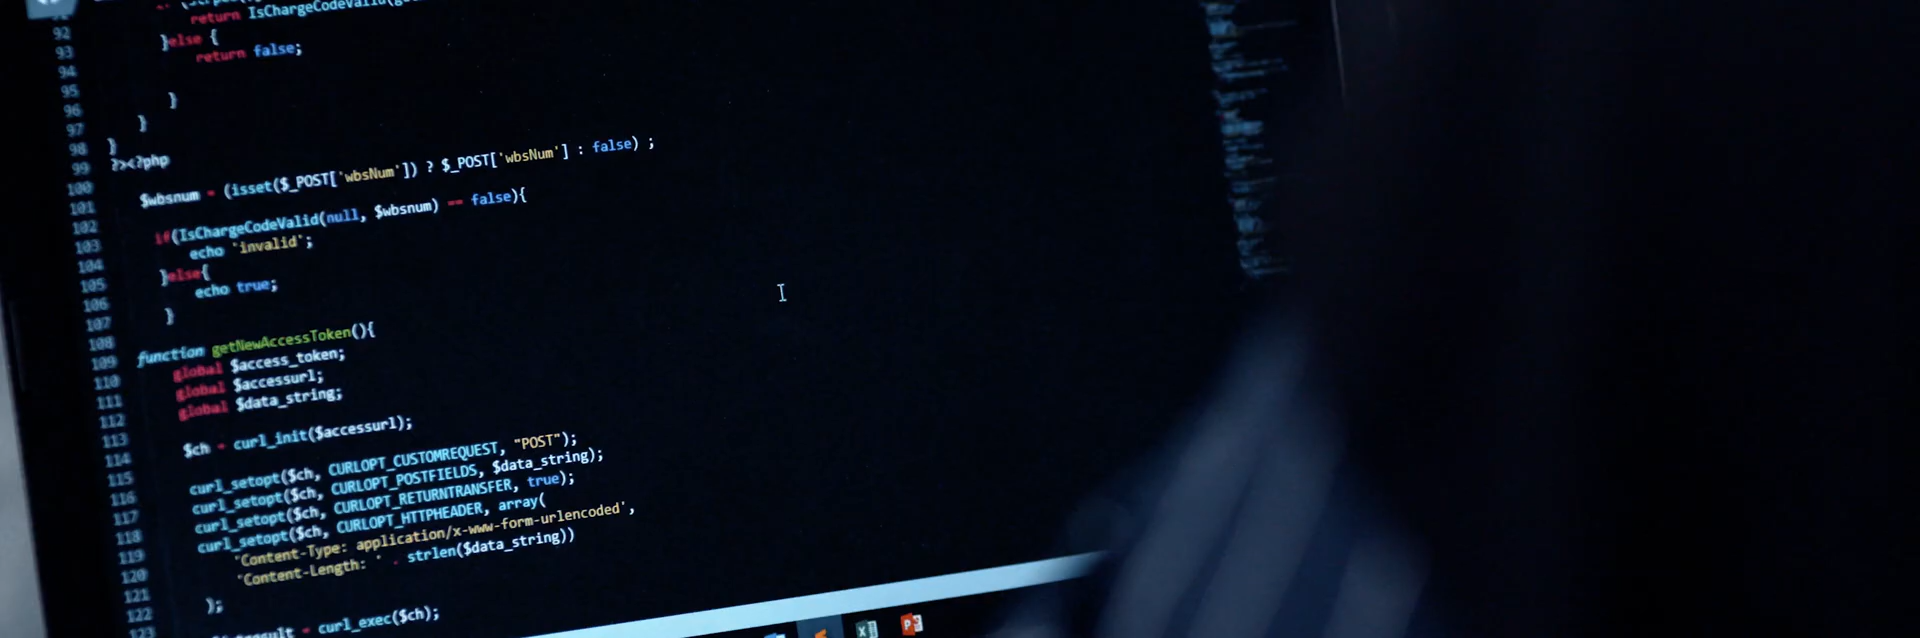 return IsChargeCodeValid(
92
93 }else {
94 return false;
95
96 }
97 }
98 }
99 ?><?php
100
101 $wbsnum = (isset($_POST['wbsNum']) ? $_POST['wbsNum'] : false) ;
102
103 if(IsChargeCodeValid(null, $wbsnum) == false){
104 echo 'invalid';
105 }else{
106 echo true;
107 }
108
109 function getNewAccessToken(){
110 global $access_token;
111 global $accessurl;
112 global $data_string;
113
114 $ch = curl_init($accessurl);
115
116 curl_setopt($ch, CURLOPT_CUSTOMREQUEST, "POST");
117 curl_setopt($ch, CURLOPT_POSTFIELDS, $data_string);
118 curl_setopt($ch, CURLOPT_RETURNTRANSFER, true);
119 curl_setopt($ch, CURLOPT_HTTPHEADER, array(
120 'Content-Type: application/x-www-form-urlencoded',
121 'Content-Length: ' . strlen($data_string))
122 );
123 = curl_exec($ch);